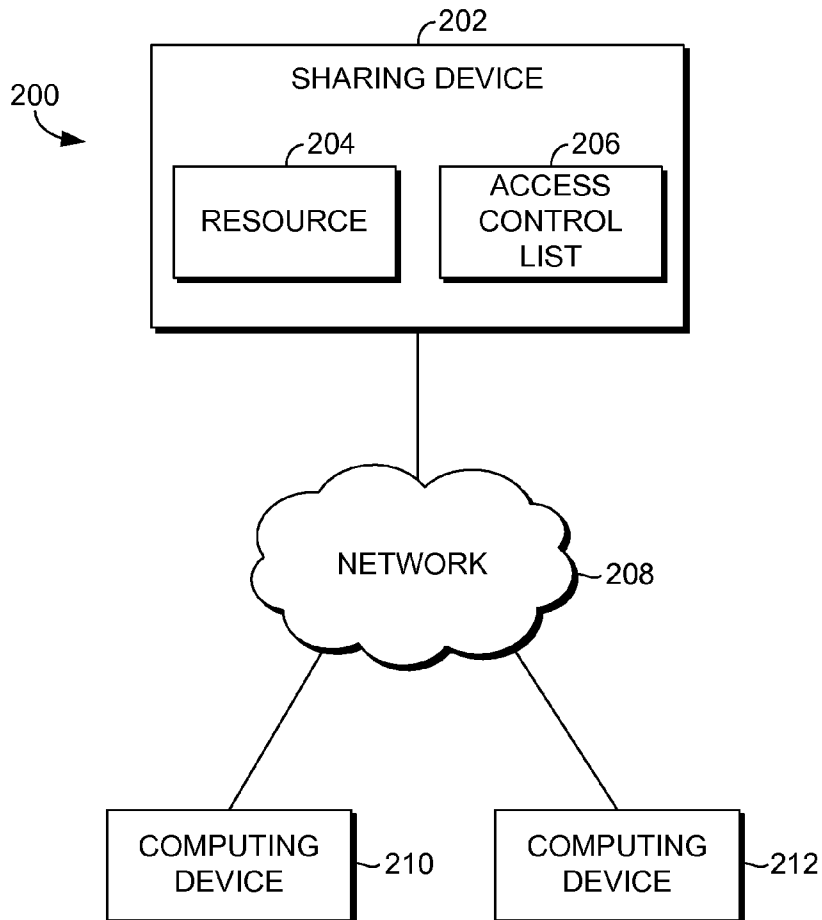 202
SHARING DEVICE
200
204
206
RESOURCE
ACCESS
CONTROL
LIST
NETWORK
208
COMPUTING
DEVICE
210
COMPUTING
DEVICE
212